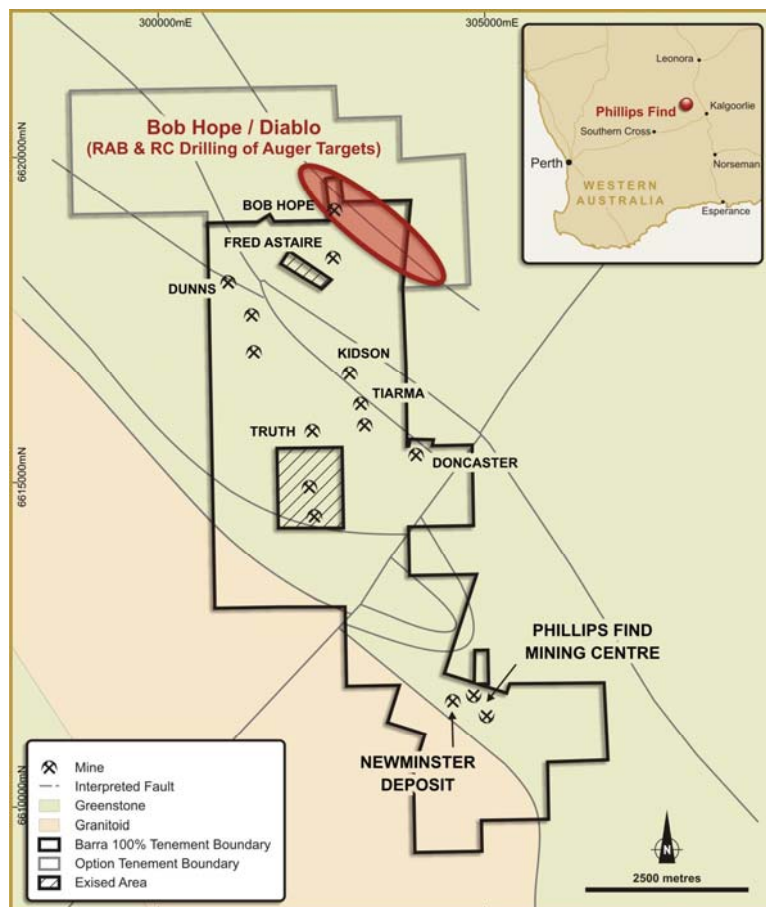 300000mE
305000mE
6620000mN
6615000mN
6610000mN
Bob Hope / Diablo
(RAB & RC Drilling of Auger Targets)
BOB HOPE
FRED ASTAIRE
DUNNS
KIDSON
TIARMA
TRUTH
DONCASTER
PHILLIPS FIND
MINING CENTRE
NEWMINSTER
DEPOSIT
Leonora
Phillips Find
Kalgoorlie
Southern Cross
Perth
Norseman
WESTERN
AUSTRALIA
Esperance
Mine
Interpreted Fault
Greenstone
Granitoid
Barra 100% Tenement Boundary
Option Tenement Boundary
Exised Area
N
2500 metres